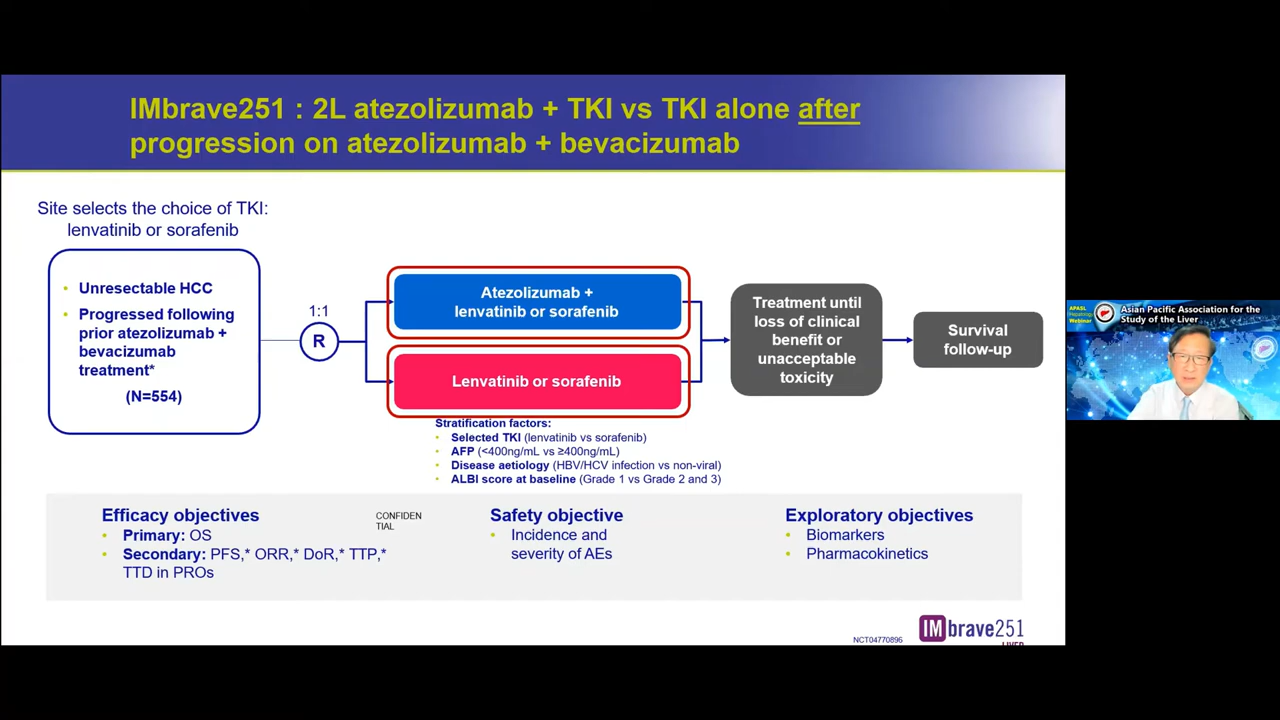 IMbrave251 : 2L atezolizumab + TKI vs TKI alone after
progression on atezolizumab + bevacizumab
Site selects the choice of TKI:
lenvatinib or sorafenib
• Unresectable HCC
• Progressed following
prior atezolizumab +
bevacizumab
treatment*
(N=554)
1:1
R
Atezolizumab +
lenvatinib or sorafenib
Lenvatinib or sorafenib
Treatment until
loss of clinical
benefit or
unacceptable
toxicity
Survival
follow-up
Stratification factors:
• Selected TKI (lenvatinib vs sorafenib)
• AFP (<400ng/mL vs ≥400ng/mL)
• Disease aetiology (HBV/HCV infection vs non-viral)
• ALBI score at baseline (Grade 1 vs Grade 2 and 3)
Efficacy objectives
• Primary: OS
• Secondary: PFS,* ORR,* DoR,* TTP,*
TTD in PROs
CONFIDEN
TIAL
Safety objective
• Incidence and
severity of AEs
Exploratory objectives
• Biomarkers
• Pharmacokinetics
NCT04770896
IMbrave251
LIVER
APASL
Hepatology
Webinar
Asian Pacific Association for the
Study of the Liver